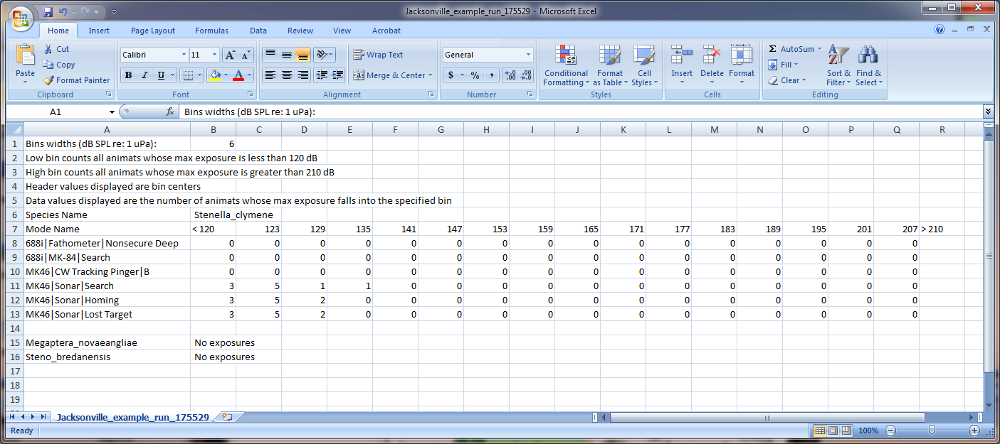 Jacksonville_example_run_175529 - Microsoft Excel
Home Insert Page Layout Formulas Data Review View Acrobat
Paste
Cut
Copy
Format Painter
Clipboard
Calibri 11
B I U
A A
Font
Wrap Text
Merge & Center
Alignment
General
$ % ,
Number
Conditional Formatting
Format as Table
Cell Styles
Styles
Insert Delete Format
Cells
Σ AutoSum
Fill
Clear
Sort & Filter
Find & Select
Editing
A1 fx Bins widths (dB SPL re: 1 uPa):
A B C D E F G H I J K L M N O P Q R
1 Bins widths (dB SPL re: 1 uPa): 6
2 Low bin counts all animats whose max exposure is less than 120 dB
3 High bin counts all animats whose max exposure is greater than 210 dB
4 Header values displayed are bin centers
5 Data values displayed are the number of animats whose max exposure falls into the specified bin
6 Species Name Stenella_clymene
7 Mode Name < 120 123 129 135 141 147 153 159 165 171 177 183 189 195 201 207 > 210
8 688i|Fathometer|Nonsecure Deep 0 0 0 0 0 0 0 0 0 0 0 0 0 0 0 0
9 688i|MK-84|Search 0 0 0 0 0 0 0 0 0 0 0 0 0 0 0 0
10 MK46|CW Tracking Pinger|B 0 0 0 0 0 0 0 0 0 0 0 0 0 0 0 0
11 MK46|Sonar|Search 3 5 1 1 0 0 0 0 0 0 0 0 0 0 0 0
12 MK46|Sonar|Homing 3 5 2 0 0 0 0 0 0 0 0 0 0 0 0 0
13 MK46|Sonar|Lost Target 3 5 2 0 0 0 0 0 0 0 0 0 0 0 0 0
14
15 Megaptera_novaeangliae No exposures
16 Steno_bredanensis No exposures
17
18
19
Jacksonville_example_run_175529
Ready 100%